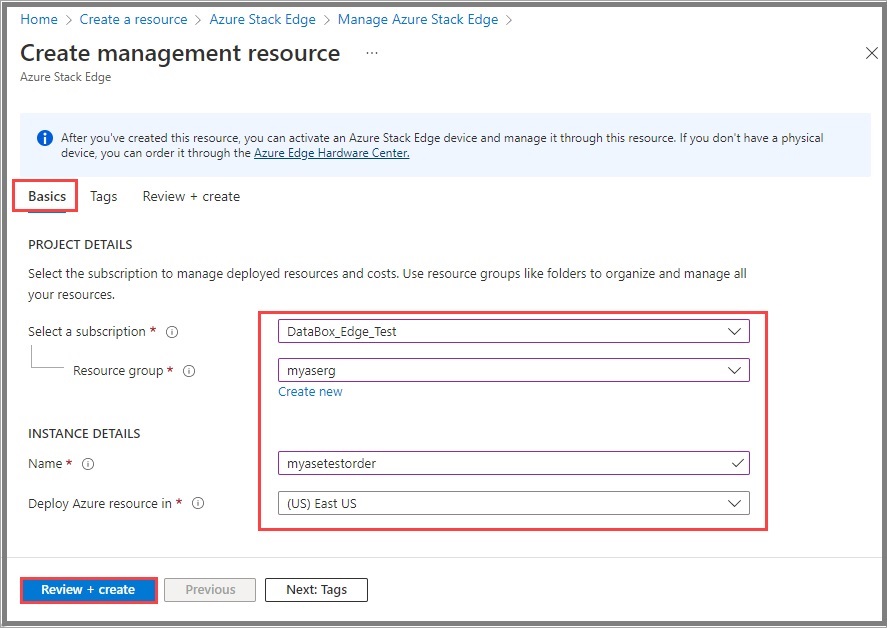 Home > Create a resource > Azure Stack Edge > Manage Azure Stack Edge >
Create management resource ...
Azure Stack Edge
After you've created this resource, you can activate an Azure Stack Edge device and manage it through this resource. If you don't have a physical
device, you can order it through the Azure Edge Hardware Center.
Basics Tags Review + create
PROJECT DETAILS
Select the subscription to manage deployed resources and costs. Use resource groups like folders to organize and manage all
your resources.
Select a subscription * DataBox_Edge_Test
Resource group * myaserg
Create new
INSTANCE DETAILS
Name * myasetestorder
Deploy Azure resource in * (US) East US
Review + create Previous Next: Tags